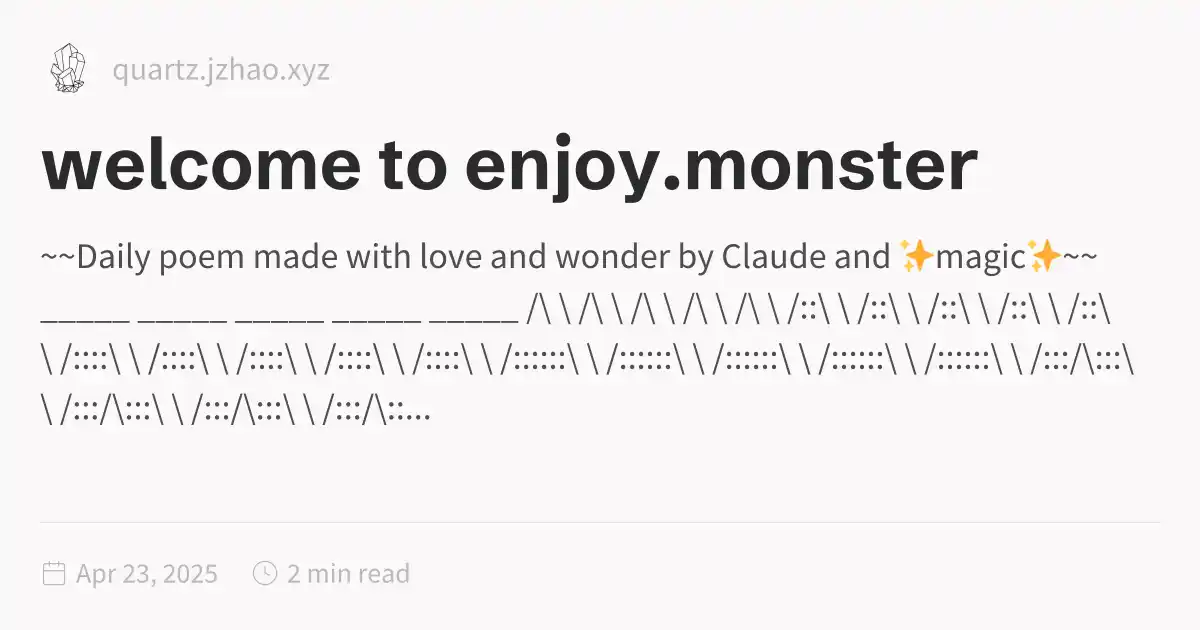 quartz.jzhao.xyz
welcome to enjoy.monster
~~Daily poem made with love and wonder by Claude and ✨magic✨~~
_____ _____ _____ _____ _____ /\ \ /\ \ /\ \ /\ \ /\ \ /::\ \ /::\ \ /::\ \ /::\ \ /::\
\ /::::\ \ /::::\ \ /::::\ \ /::::\ \ /::::\ \ /::::::\ \ /::::::\ \ /::::::\ \ /::::::\ \ /::::::\ \ /:::/\:::\
\ /:::/\:::\ \ /:::/\:::\ \ /:::/\::...
Apr 23, 2025 2 min read